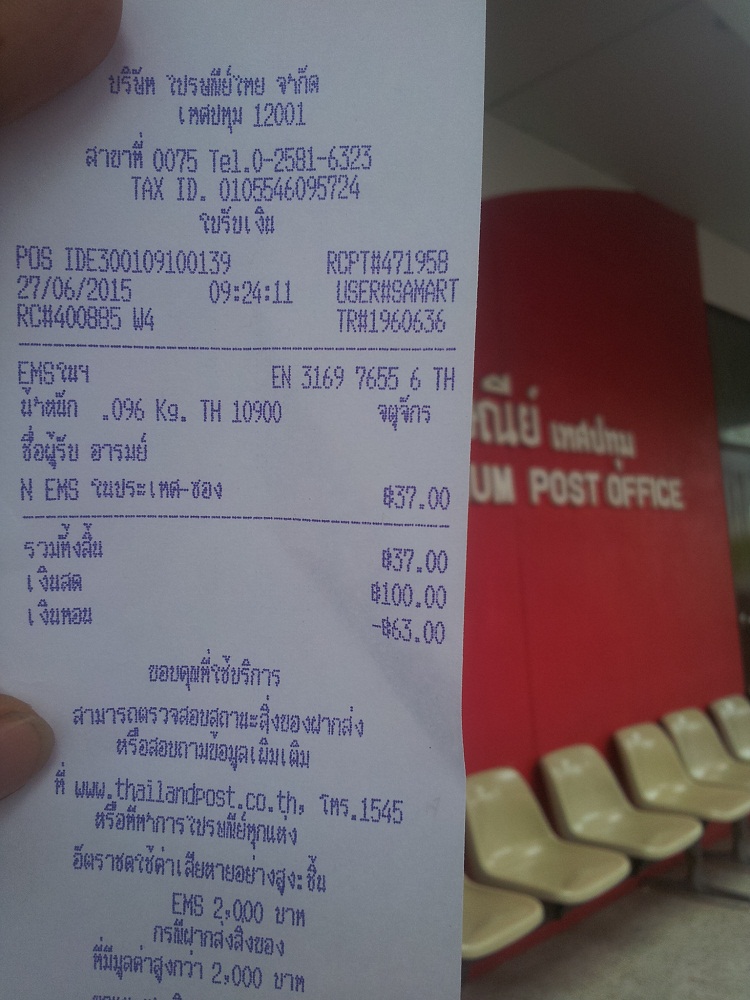 บริษัท ไปรษณีย์ไทย จำกัด
เทศปทุม 12001
สาขาที่ 0075 Tel.0-2581-6323
TAX ID. 0105546095724
ใบรับเงิน
POS IDE300109100139 RCPT#471958
27/06/2015 09:24:11 USER#SAMART
RC#400885 W4 TR#1960636
EMSในฯ EN 3169 7655 6 TH
น้ำหนัก .096 Kg. TH 10900 จตุจักร
ชื่อผู้รับ อารมย์
N EMS ในประเทศ-ซอง ฿37.00
รวมทั้งสิ้น ฿37.00
เงินสด ฿100.00
เงินทอน -฿63.00
ขอบคุณที่ใช้บริการ
สามารถตรวจสอบสถานะสิ่งของฝากส่ง
หรือสอบถามข้อมูลเพิ่มเติม
ที่ www.thailandpost.co.th, โทร.1545
หรือที่ทำการไปรษณีย์ทุกแห่ง
อัตราชดใช้ค่าเสียหายอย่างสูง:ชิ้น
EMS 2,000 บาท
กรณีฝากส่งสิ่งของ
ที่มีมูลค่าสูงกว่า 2,000 บาท
ณีย์ เทศปทุม
UM POST OFFICE